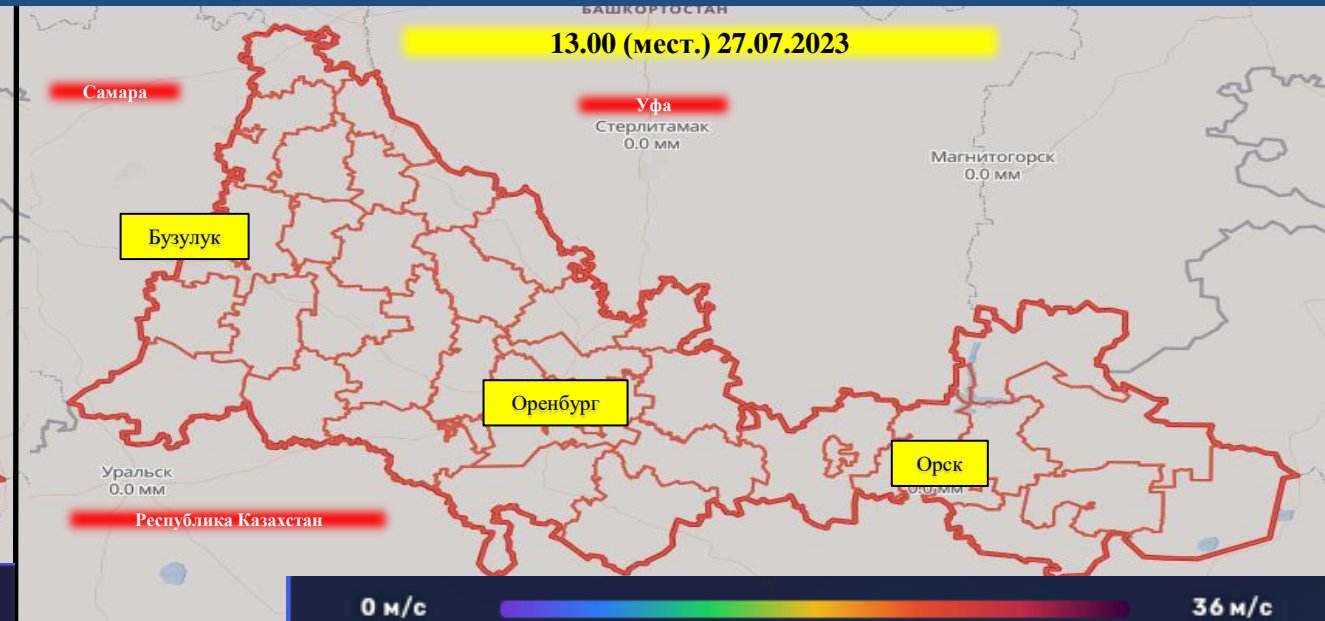 БАШКОРТОСТАН
13.00 (мест.) 27.07.2023
Самара
Уфа
Стерлитамак
0.0 мм
Магнитогорск
0.0 мм
Бузулук
Оренбург
Орск
0.0 мм
Уральск
0.0 мм
Республика Казахстан
0 м/с
36 м/с